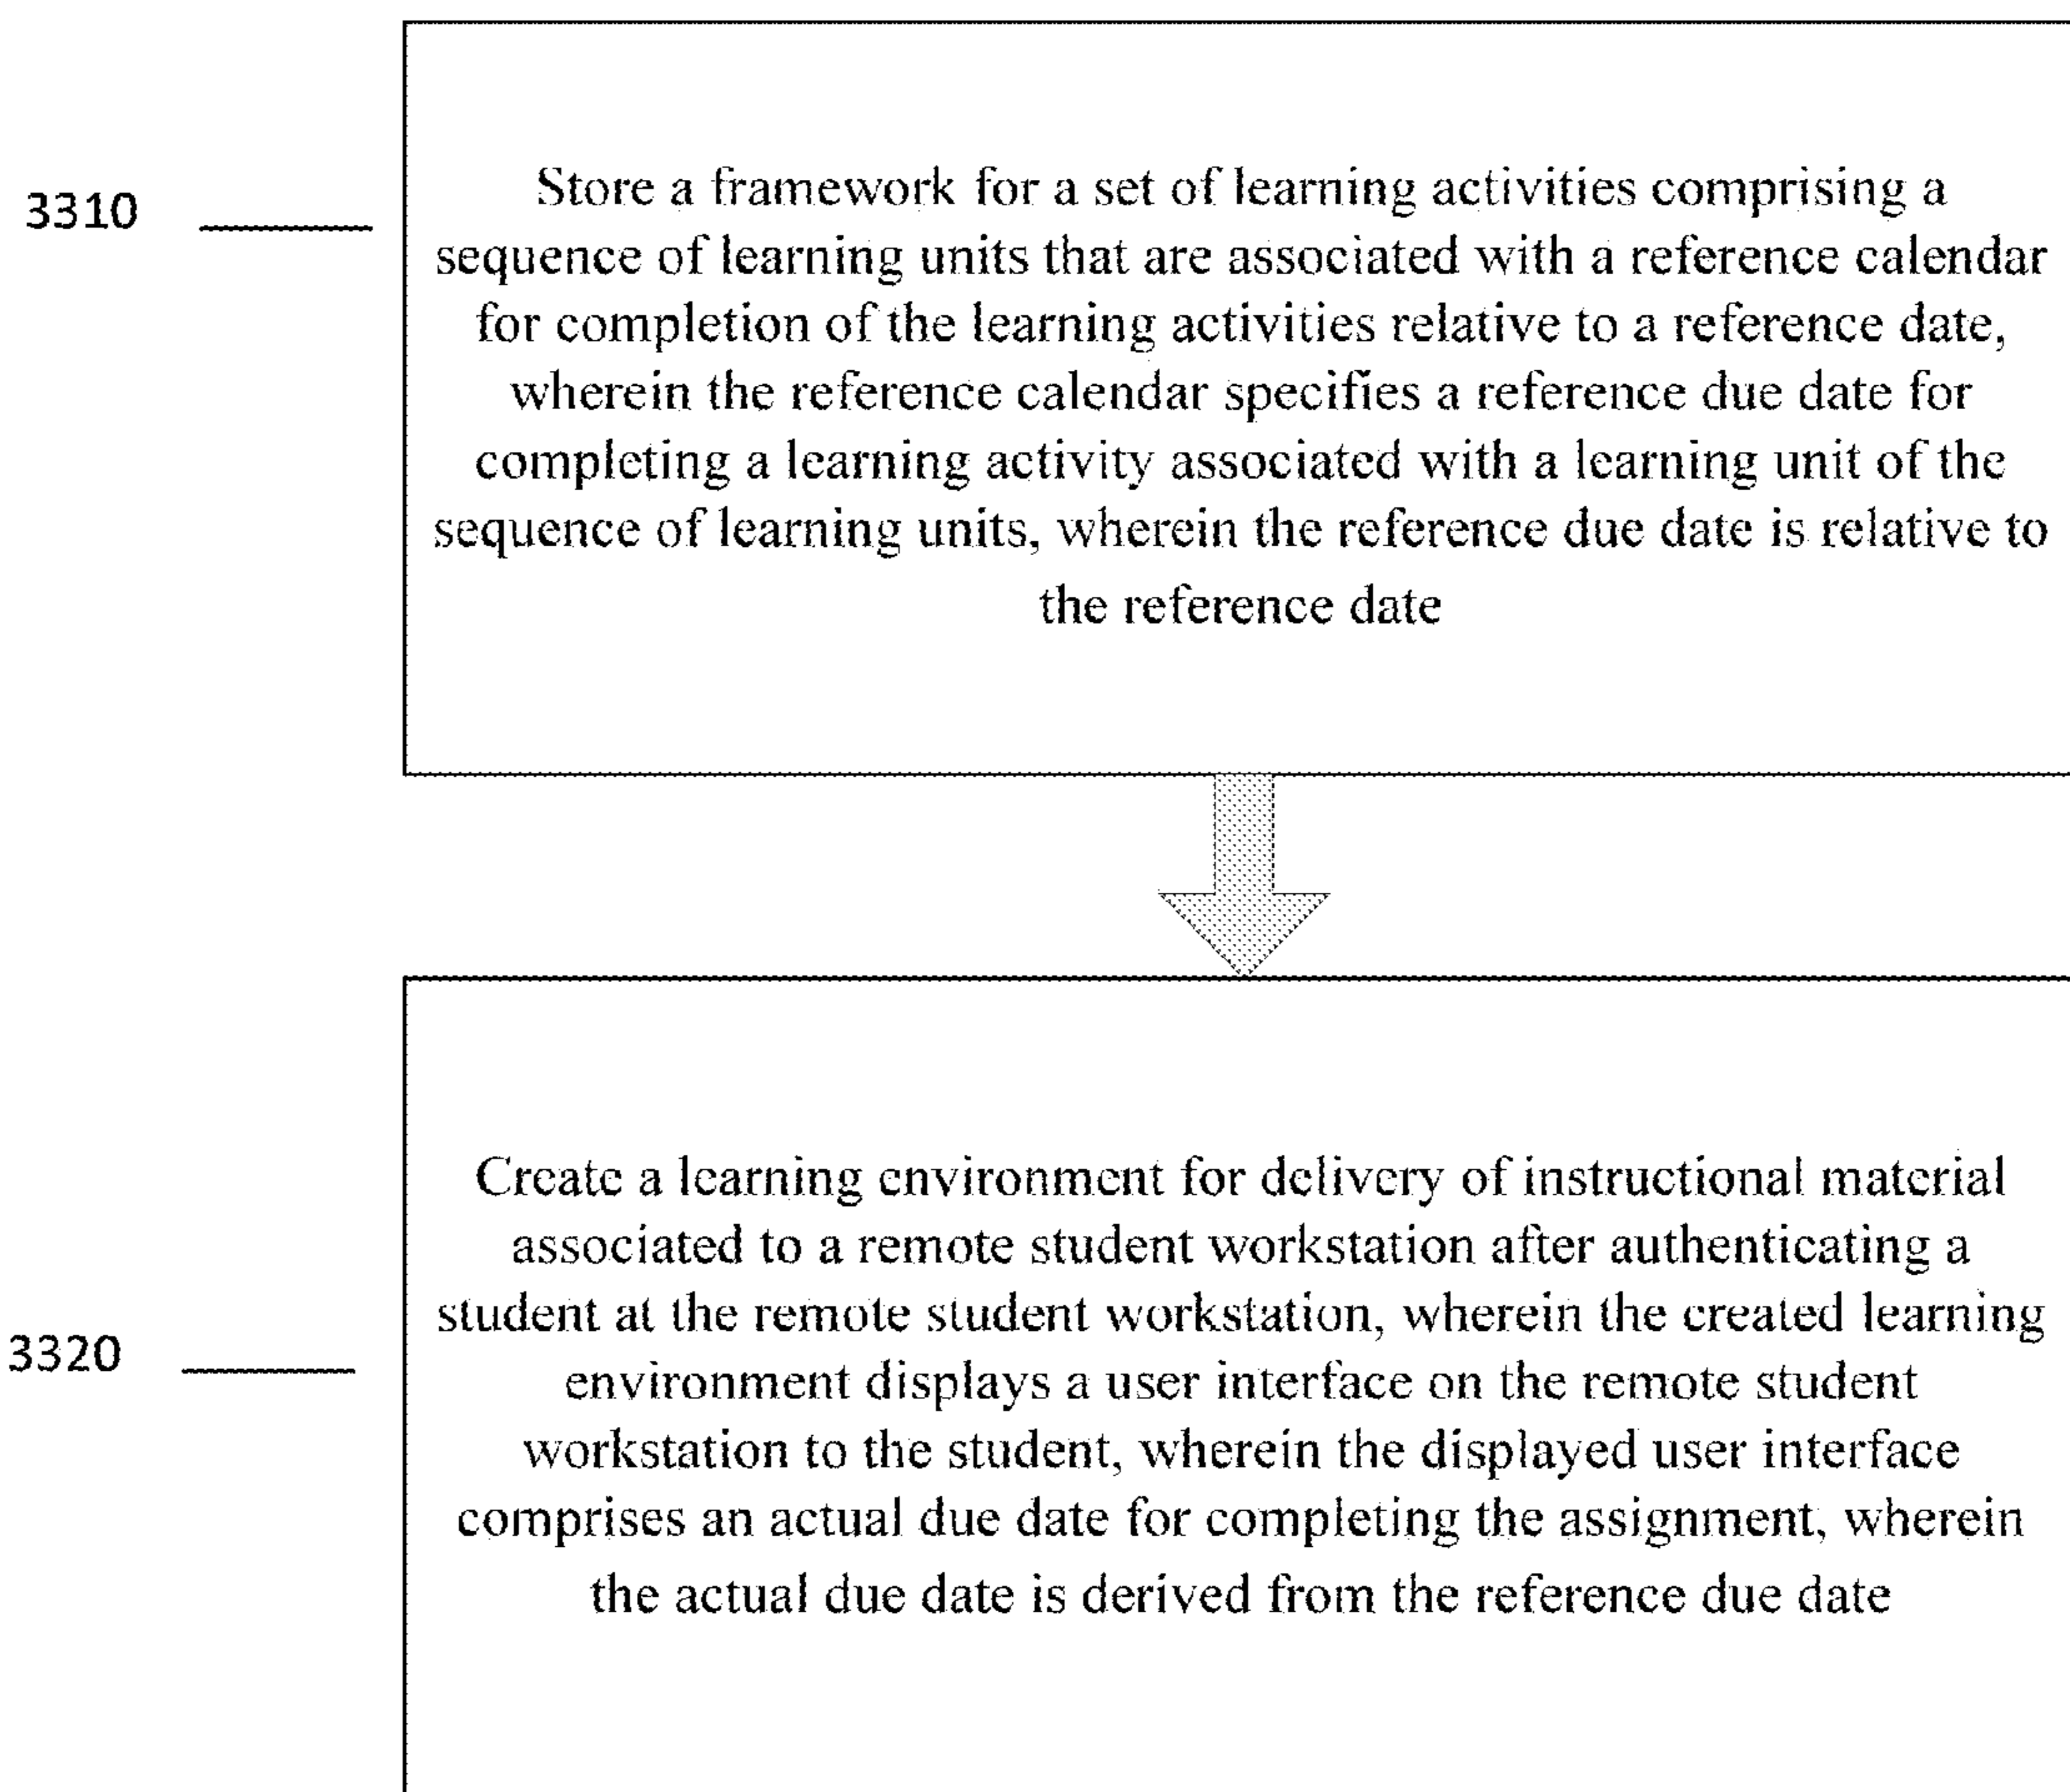 3310
Store a framework for a set of learning activities comprising a
sequence of learning units that are associated with a reference calendar
for completion of the learning activities relative to a reference date,
wherein the reference calendar specifies a reference due date for
completing a learning activity associated with a learning unit of the
sequence of learning units, wherein the reference due date is relative to
the reference date
3320
Create a learning environment for delivery of instructional material
associated to a remote student workstation after authenticating a
student at the remote student workstation, wherein the created learning
environment displays a user interface on the remote student
workstation to the student, wherein the displayed user interface
comprises an actual due date for completing the assignment, wherein
the actual due date is derived from the reference due date